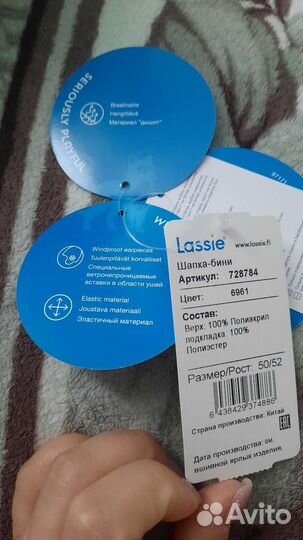 SERIOUSLY PLAYFUL
Breathable
Hengittävä
Материал "дышит"
Windproof earpieces
Tuulenpitävät korvalliset
Специальные
ветронепроницаемые
вставки в области ушей
Elastic material
Joustava materiaali
Эластичный материал
W
Lassie www.lassie.fi
Шапка-бини
Артикул: 728784
Цвет: 6961
Состав:
Верх: 100% Полиакрил
подкладка: 100%
Полиэстер
Размер/Рост: 50/52
6 438429 374886
Страна производства: Китай
EAC
Дата производства: см.
вшивной ярлык изделия.
Avito